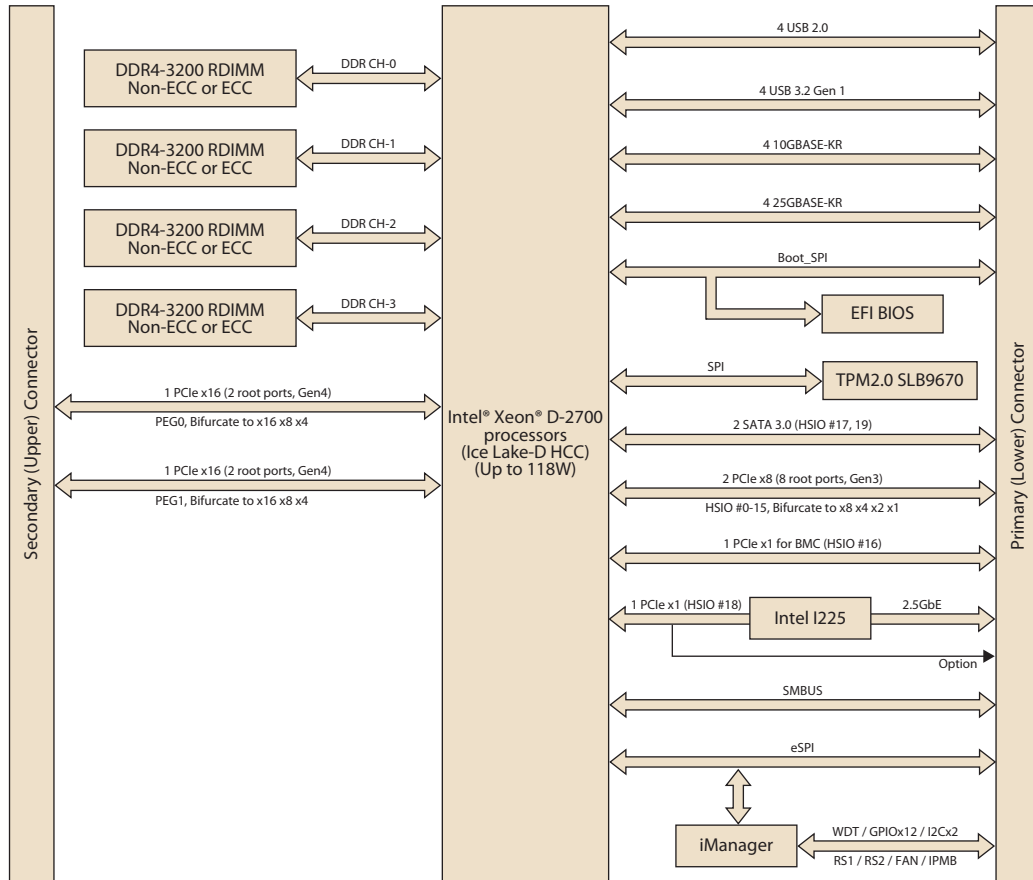 Secondary (Upper) Connector
DDR4-3200 RDIMM
Non-ECC or ECC
DDR CH-0
DDR4-3200 RDIMM
Non-ECC or ECC
DDR CH-1
DDR4-3200 RDIMM
Non-ECC or ECC
DDR CH-2
DDR4-3200 RDIMM
Non-ECC or ECC
DDR CH-3
1 PCIe x16 (2 root ports, Gen4)
PEG0, Bifurcate to x16 x8 x4
1 PCIe x16 (2 root ports, Gen4)
PEG1, Bifurcate to x16 x8 x4
Intel® Xeon® D-2700
processors
(Ice Lake-D HCC)
(Up to 118W)
4 USB 2.0
4 USB 3.2 Gen 1
4 10GBASE-KR
4 25GBASE-KR
Boot_SPI
EFI BIOS
SPI
TPM2.0 SLB9670
2 SATA 3.0 (HSIO #17, 19)
2 PCIe x8 (8 root ports, Gen3)
HSIO #0-15, Bifurcate to x8 x4 x2 x1
1 PCIe x1 for BMC (HSIO #16)
1 PCIe x1 (HSIO #18)
Intel I225
2.5GbE
Option
SMBUS
eSPI
iManager
WDT / GPIOx12 / I2Cx2
RS1 / RS2 / FAN / IPMB
Primary (Lower) Connector